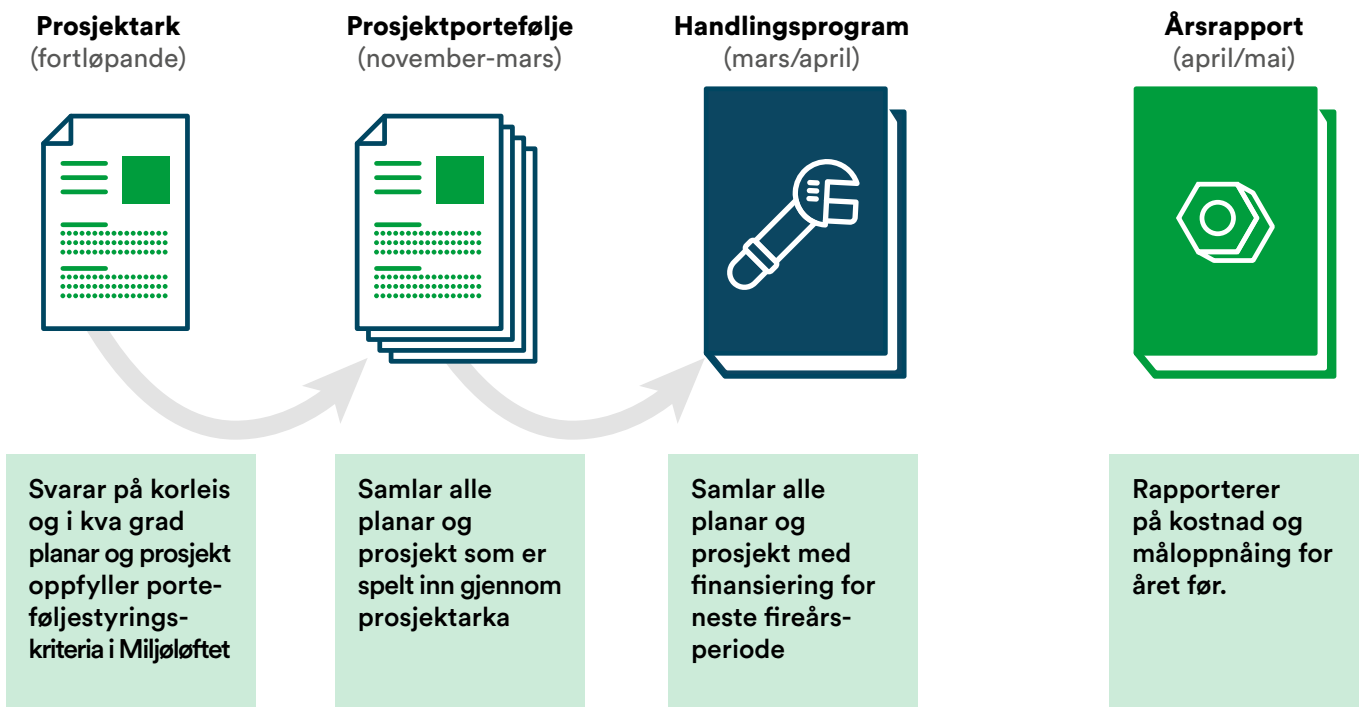 Prosjektark
(fortløpande)
Svarar på korleis
og i kva grad
planar og prosjekt
oppfyller porte-
føljestyrings-
kriteria i Miljøløftet
Prosjektportefølje
(november-mars)
Samlar alle
planar og
prosjekt som er
spelt inn gjennom
prosjektarka
Handlingsprogram
(mars/april)
Samlar alle
planar og
prosjekt med
finansiering for
neste fireårs-
periode
Årsrapport
(april/mai)
Rapporterer
på kostnad og
måloppnåing for
året før.